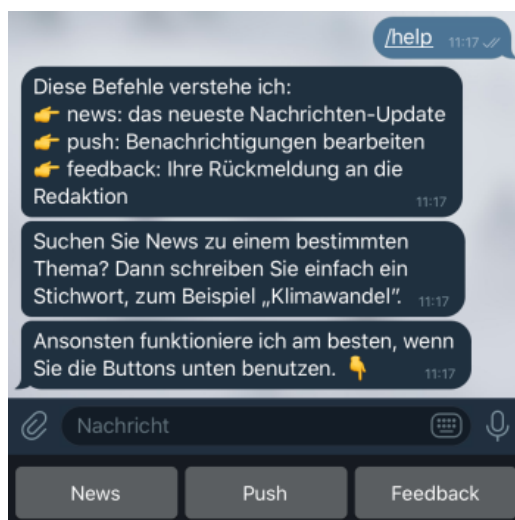 /help 11:17
Diese Befehle verstehe ich:
👉 news: das neueste Nachrichten-Update
👉 push: Benachrichtigungen bearbeiten
👉 feedback: Ihre Rückmeldung an die
Redaktion 11:17
Suchen Sie News zu einem bestimmten
Thema? Dann schreiben Sie einfach ein
Stichwort, zum Beispiel „Klimawandel”. 11:17
Ansonsten funktioniere ich am besten, wenn
Sie die Buttons unten benutzen. 👇 11:17
Nachricht
News Push Feedback